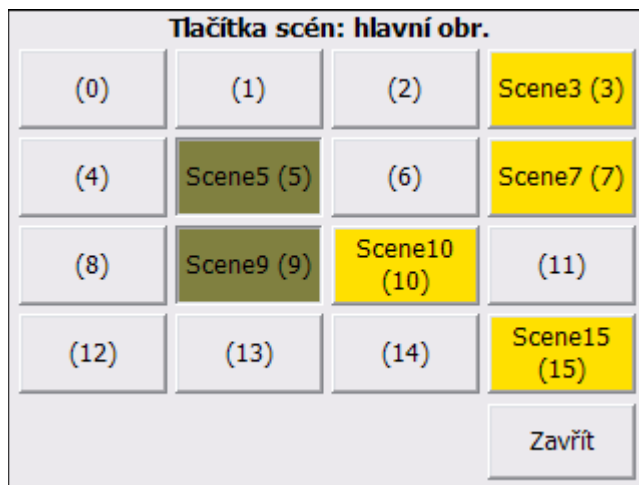 Tlačítka scén: hlavní obr.
(0)
(1)
(2)
Scene3 (3)
(4)
Scene5 (5)
(6)
Scene7 (7)
(8)
Scene9 (9)
Scene10
(10)
(11)
(12)
(13)
(14)
Scene15
(15)
Zavřít